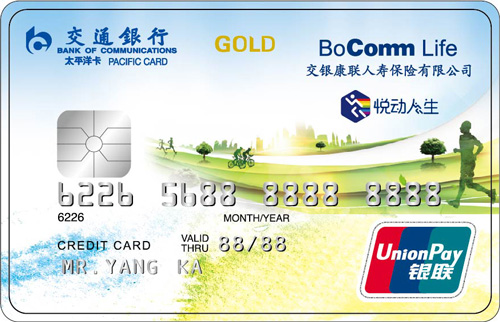 交通銀行
BANK OF COMMUNICATIONS
太平洋卡 PACIFIC CARD
GOLD
BoComm Life
交银康联人寿保险有限公司
悦动人生
6226 5688 8888 8888
6226
MONTH/YEAR
CREDIT CARD VALID THRU 88/88
MR.YANG KA
UnionPay
银联